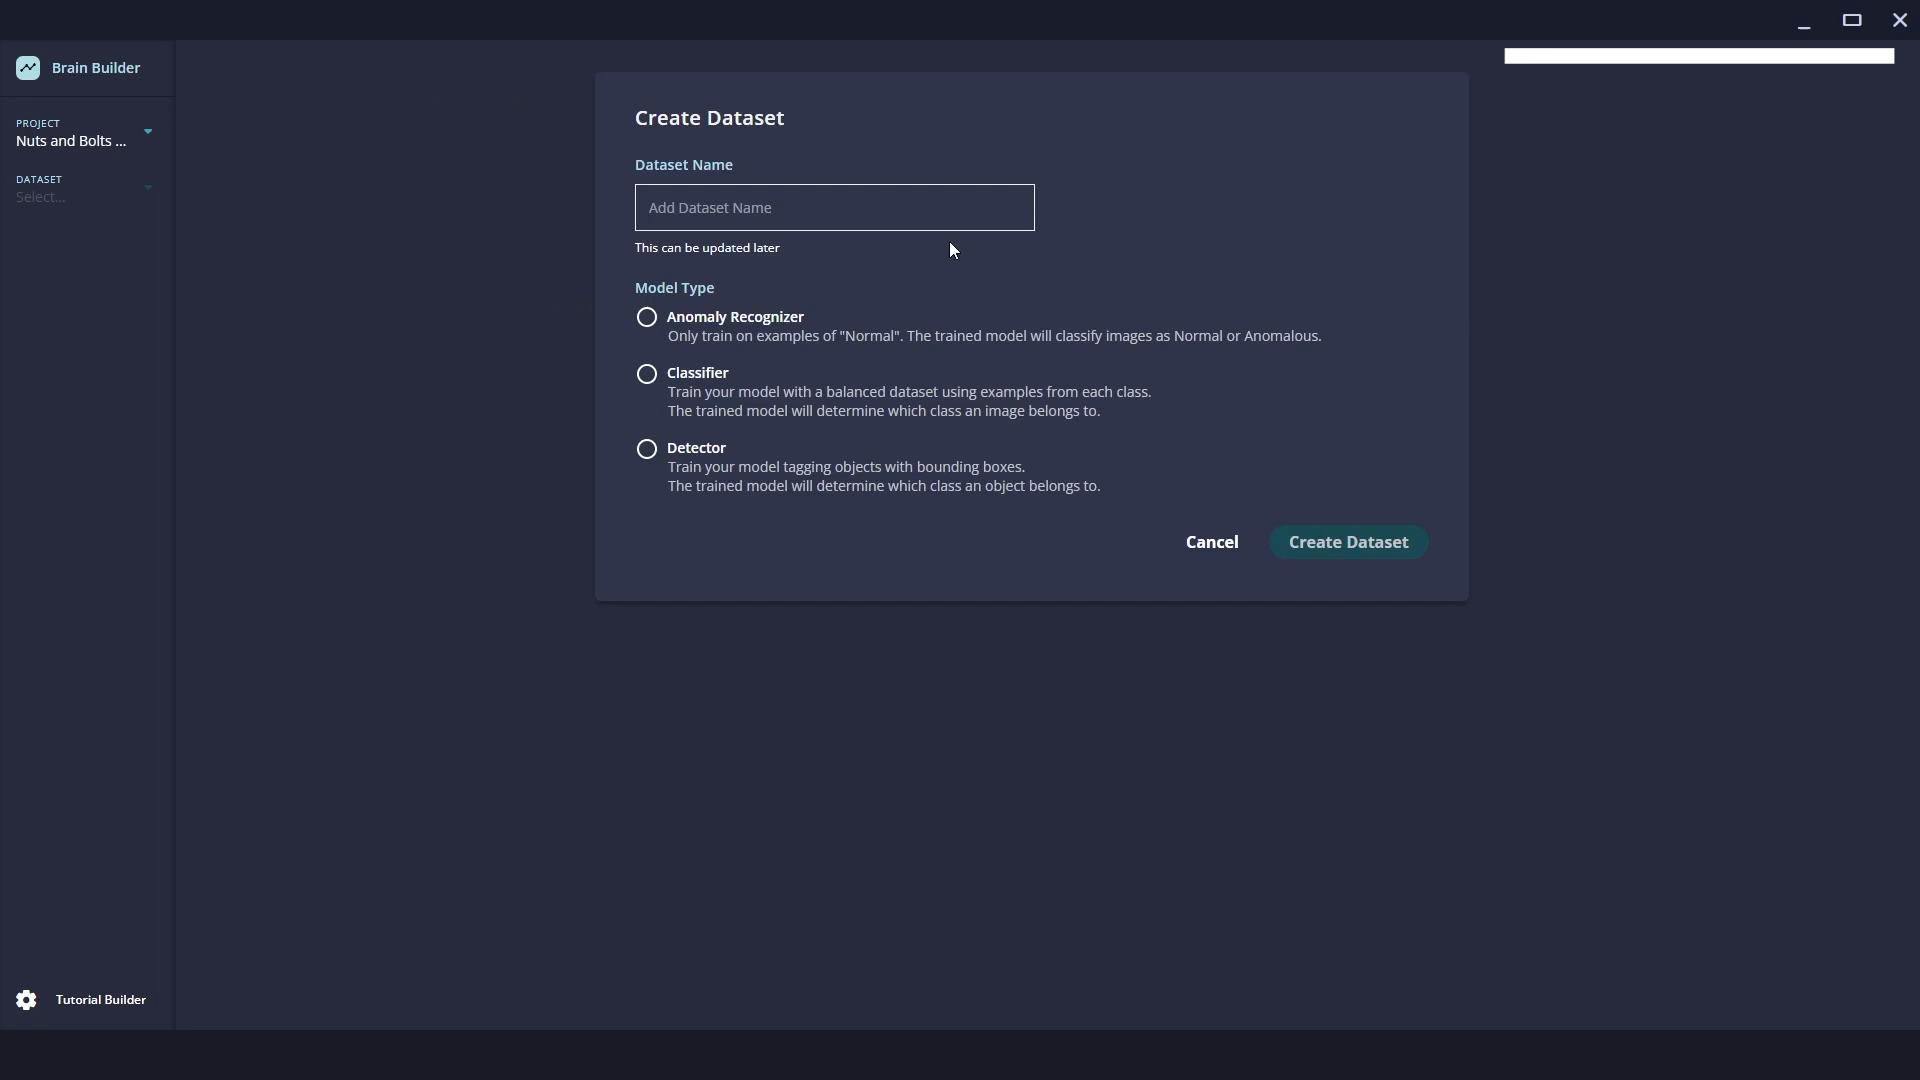 Brain Builder
PROJECT
Nuts and Bolts ...
DATASET
Select...
Create Dataset
Dataset Name
Add Dataset Name
This can be updated later
Model Type
Anomaly Recognizer
Only train on examples of "Normal". The trained model will classify images as Normal or Anomalous.
Classifier
Train your model with a balanced dataset using examples from each class.
The trained model will determine which class an image belongs to.
Detector
Train your model tagging objects with bounding boxes.
The trained model will determine which class an object belongs to.
Cancel Create Dataset
Tutorial Builder